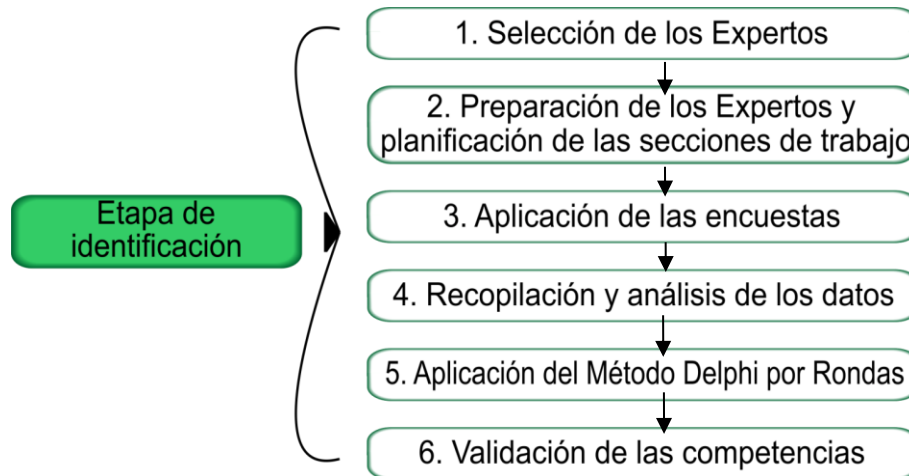 Etapa de
identificación
1. Selección de los Expertos
2. Preparación de los Expertos y
planificación de las secciones de trabajo
3. Aplicación de las encuestas
4. Recopilación y análisis de los datos
5. Aplicación del Método Delphi por Rondas
6. Validación de las competencias